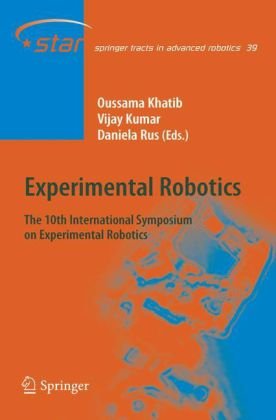 star
springer tracts in advanced robotics 39
Oussama Khatib
Vijay Kumar
Daniela Rus (Eds.)
Experimental Robotics
The 10th International Symposium
on Experimental Robotics
Springer